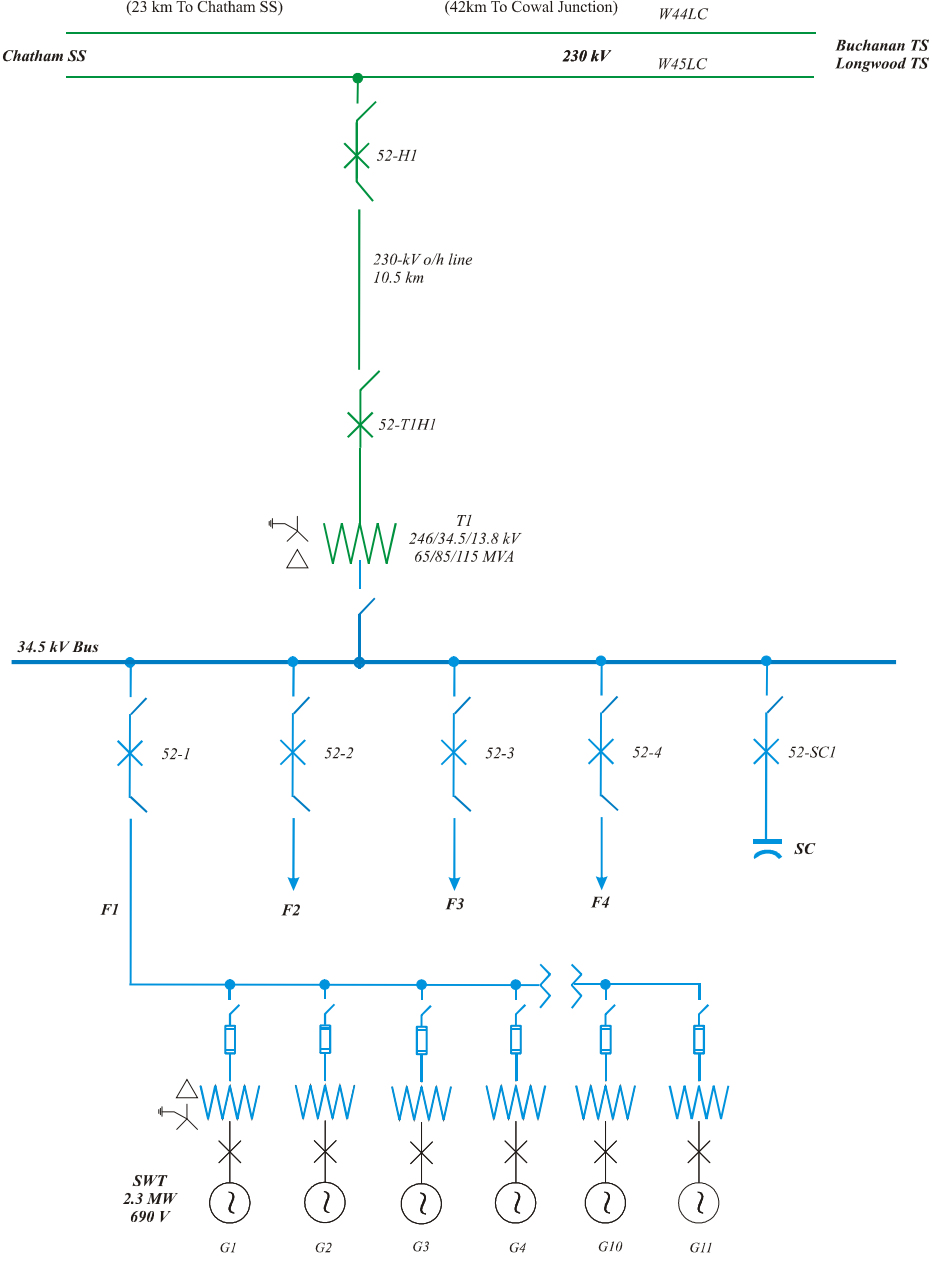 (23 km To Chatham SS)
(42km To Cowal Junction)
W44LC
Chatham SS
230 kV
W45LC
Buchanan TS
Longwood TS
52-H1
230-kV o/h line
10.5 km
52-T1H1
T1
246/34.5/13.8 kV
65/85/115 MVA
34.5 kV Bus
52-1
52-2
52-3
52-4
52-SC1
SC
F1
F2
F3
F4
SWT
2.3 MW
690 V
G1
G2
G3
G4
G10
G11